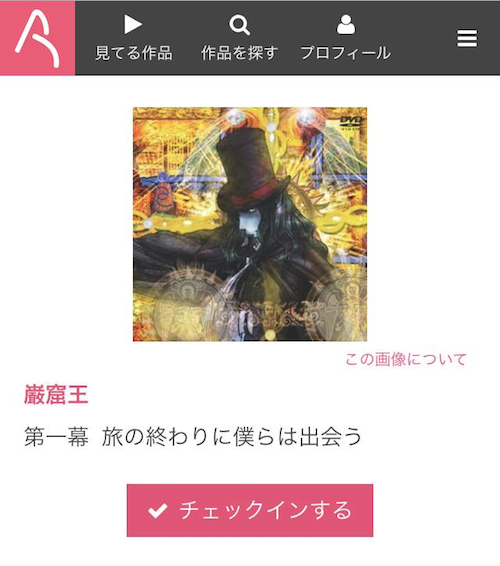 見てる作品
作品を探す
プロフィール
DVD
この画像について
巌窟王
第一幕 旅の終わりに僕らは出会う
チェックインする